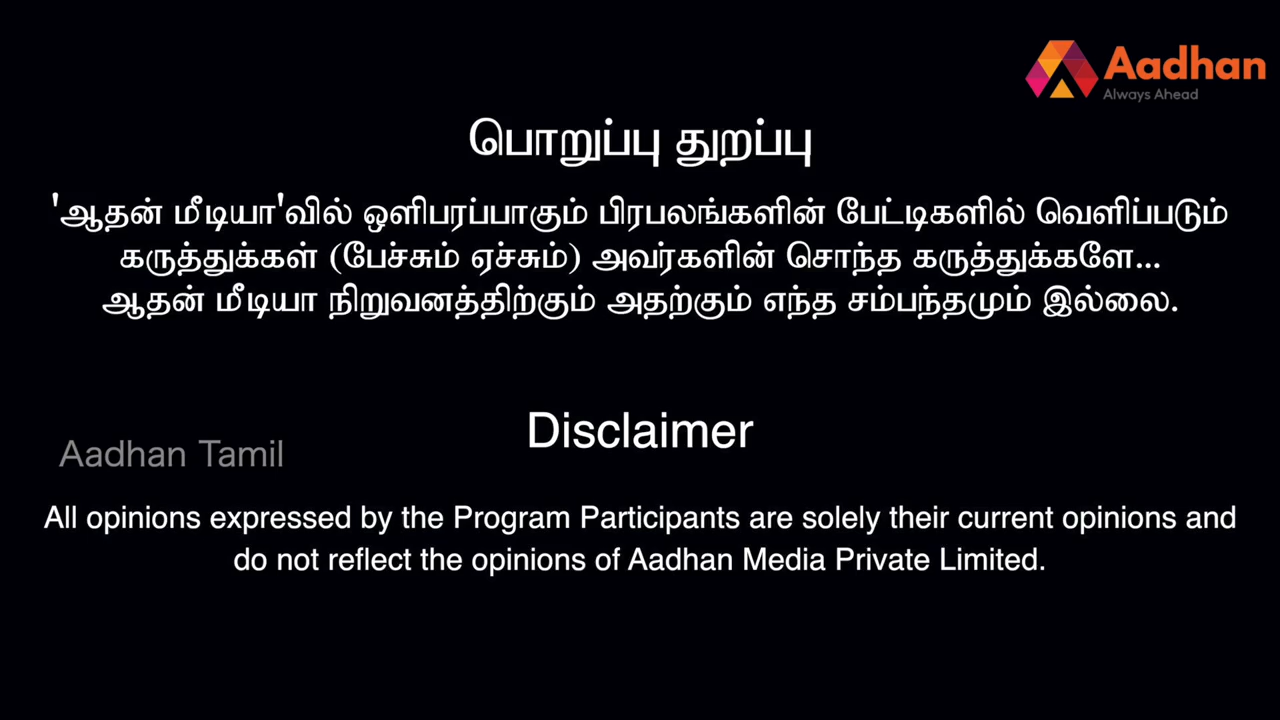 Aadhan
Always Ahead
பொறுப்பு துறப்பு
'ஆதன் மீடியா'வில் ஒளிபரப்பாகும் பிரபலங்களின் பேட்டிகளில் வெளிப்படும்
கருத்துக்கள் (பேச்சும் ஏச்சும்) அவர்களின் சொந்த கருத்துக்களே...
ஆதன் மீடியா நிறுவனத்திற்கும் அதற்கும் எந்த சம்பந்தமும் இல்லை.
Disclaimer
Aadhan Tamil
All opinions expressed by the Program Participants are solely their current opinions and
do not reflect the opinions of Aadhan Media Private Limited.